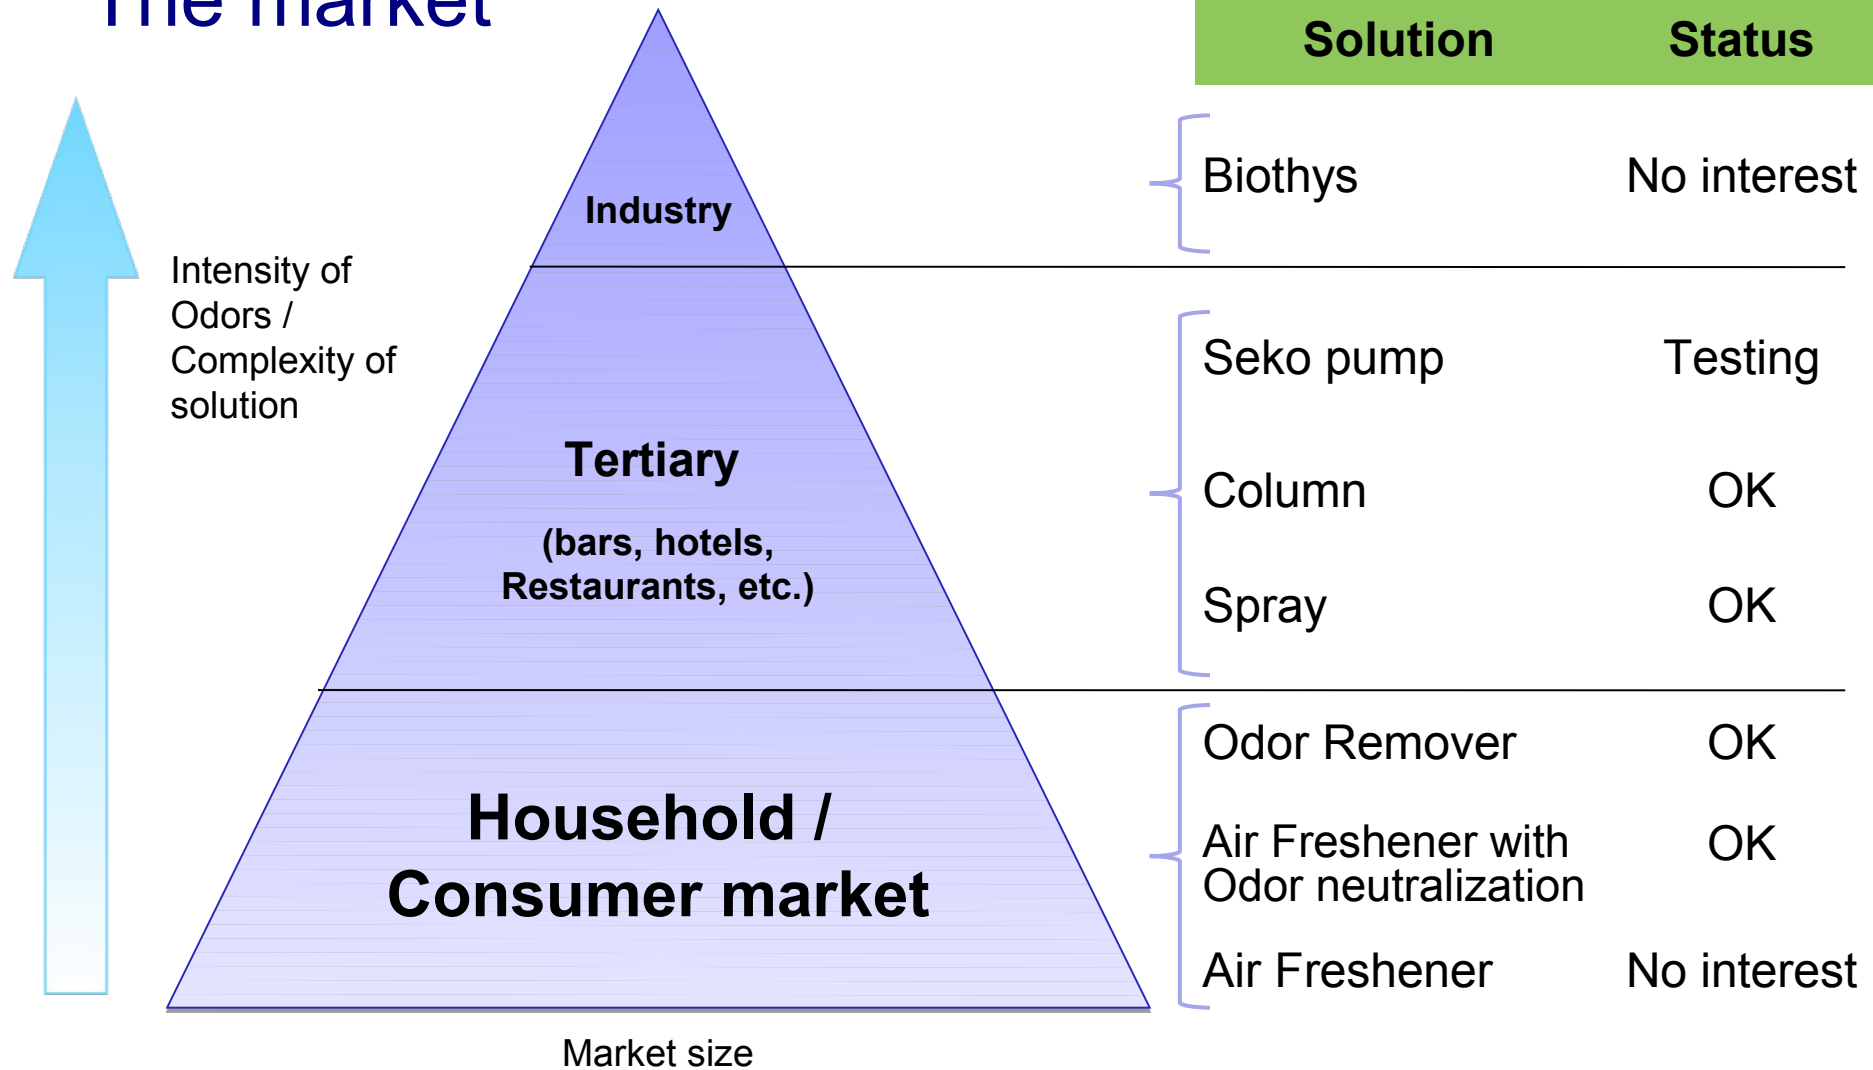 The market
Solution Status
Biothys No interest
Industry
Intensity of
Odors /
Complexity of
solution
Seko pump Testing
Tertiary
(bars, hotels,
Restaurants, etc.)
Column OK
Spray OK
Household /
Consumer market
Odor Remover OK
Air Freshener with OK
Odor neutralization
Air Freshener No interest
Market size